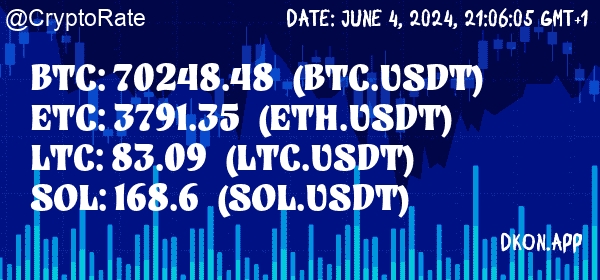 @CryptoRate
DATE: JUNE 4, 2024, 21:06:05 GMT+1
BTC: 70248.48 (BTC.USDT)
ETC: 3791.35 (ETH.USDT)
LTC: 83.09 (LTC.USDT)
SOL: 168.6 (SOL.USDT)
DKON.APP